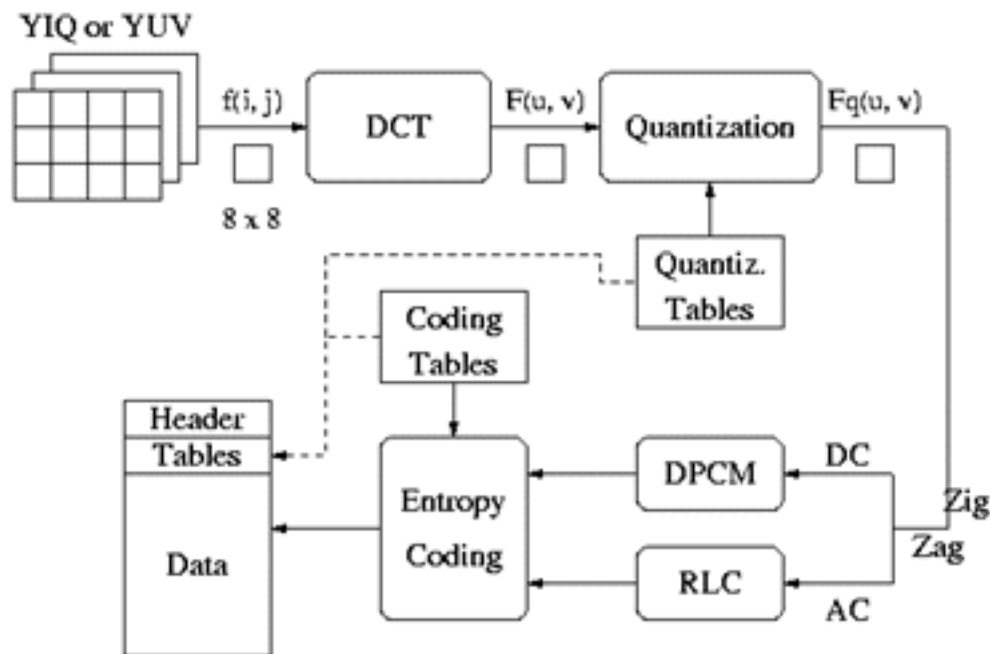 YIQ or YUV
f(i, j)
8 x 8
DCT
F(u, v)
Quantization
Fq(u, v)
Quantiz.
Tables
Coding
Tables
Header
Tables
Data
Entropy
Coding
DPCM
RLC
DC
AC
Zig
Zag